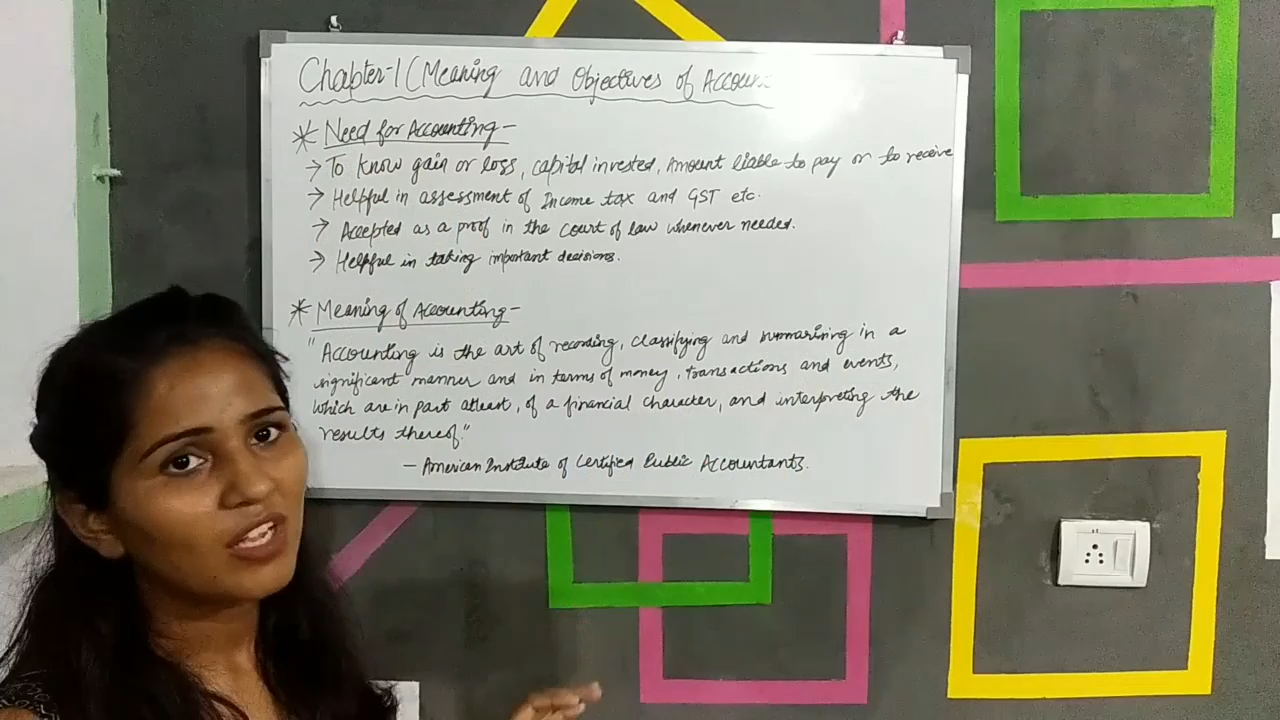 Chapter-1 (Meaning and Objectives of Accoun
* Need for Accounting -
→ To know gain or loss, capital invested, Amount liable to pay or to receive
→ Helpful in assessment of Income tax and GST etc.
→ Accepted as a proof in the court of law whenever needed.
→ Helpful in taking important decisions.
* Meaning of Accounting -
"Accounting is the art of recording, classifying and summarising in a
significant manner and in terms of money, transactions and events,
which are in part atleast, of a financial character, and interpreting the
results thereof."
- American Institute of Certified Public Accountants.